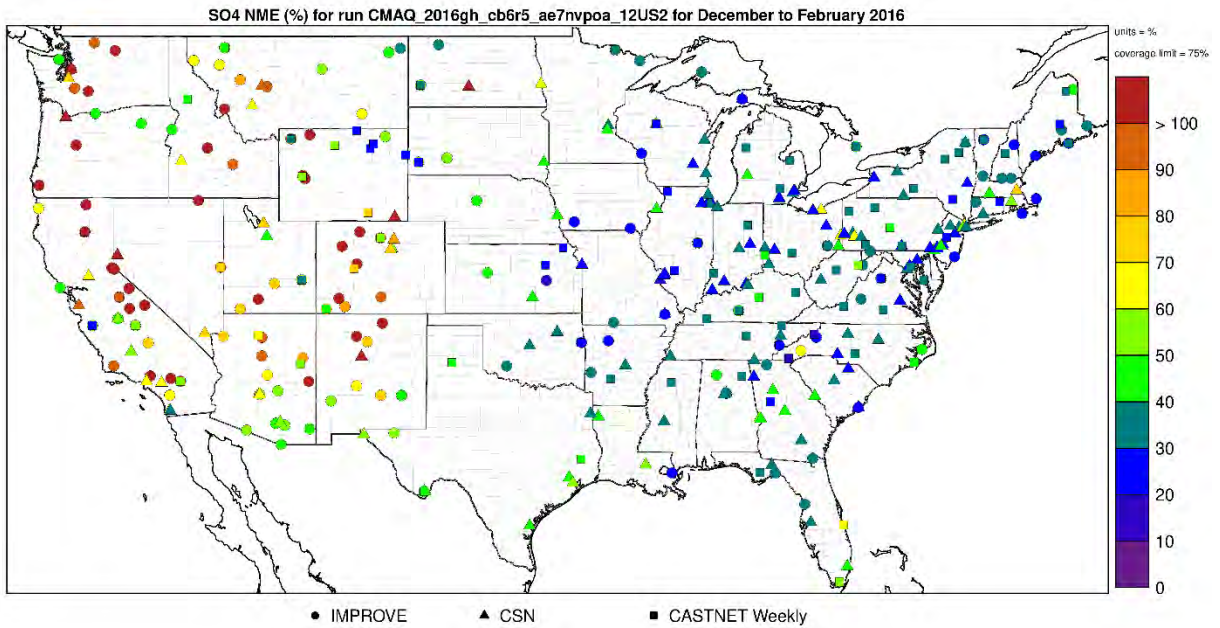 SO4 NME (%) for run CMAQ_2016gh_cb6r5_ae7nvpoa_12US2 for December to February 2016
units = %
coverage limit = 75%
> 100
90
80
70
60
50
40
30
20
10
0
IMPROVE
CSN
CASTNET Weekly